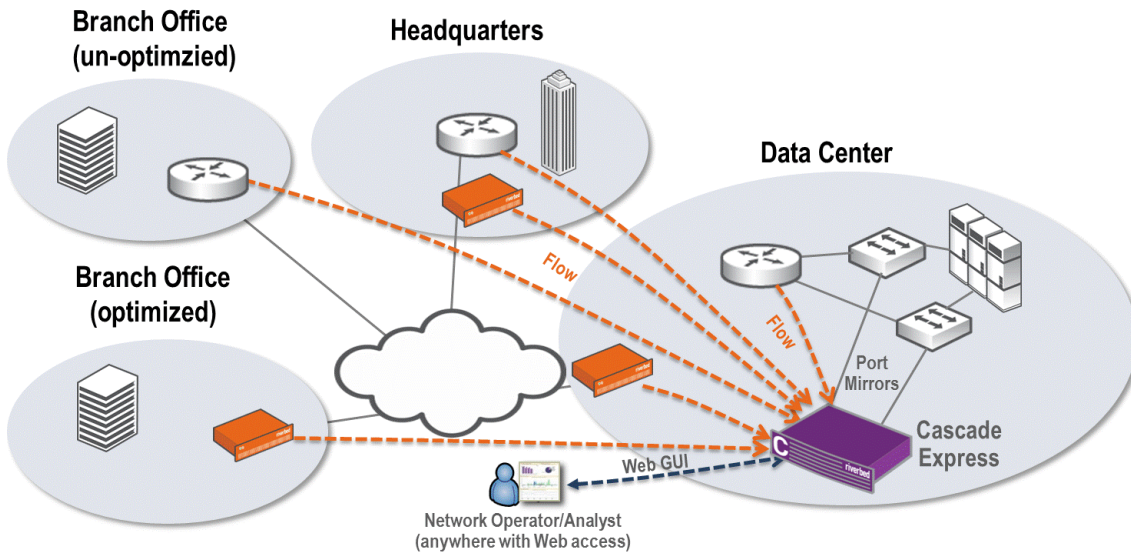 Branch Office
(un-optimzied)
Headquarters
Data Center
Branch Office
(optimized)
Flow
Flow
Port
Mirrors
Cascade
Express
C
riverbed
Web GUI
Network Operator/Analyst
(anywhere with Web access)